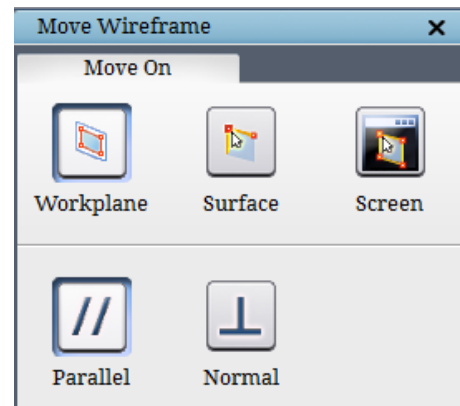 Move Wireframe
Move On
Workplane Surface Screen
Parallel Normal